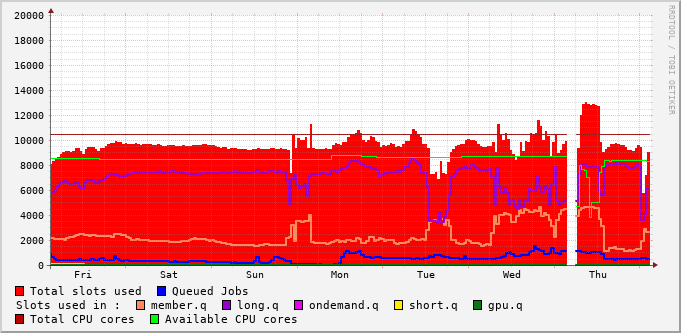 20000
18000
16000
14000
12000
10000
8000
6000
4000
2000
0
Fri Sat Sun Mon Tue Wed Thu
RRDTOOL / TOBI OETIKER
Total slots used Queued Jobs
Slots used in : member.q long.q ondemand.q short.q gpu.q
Total CPU cores Available CPU cores